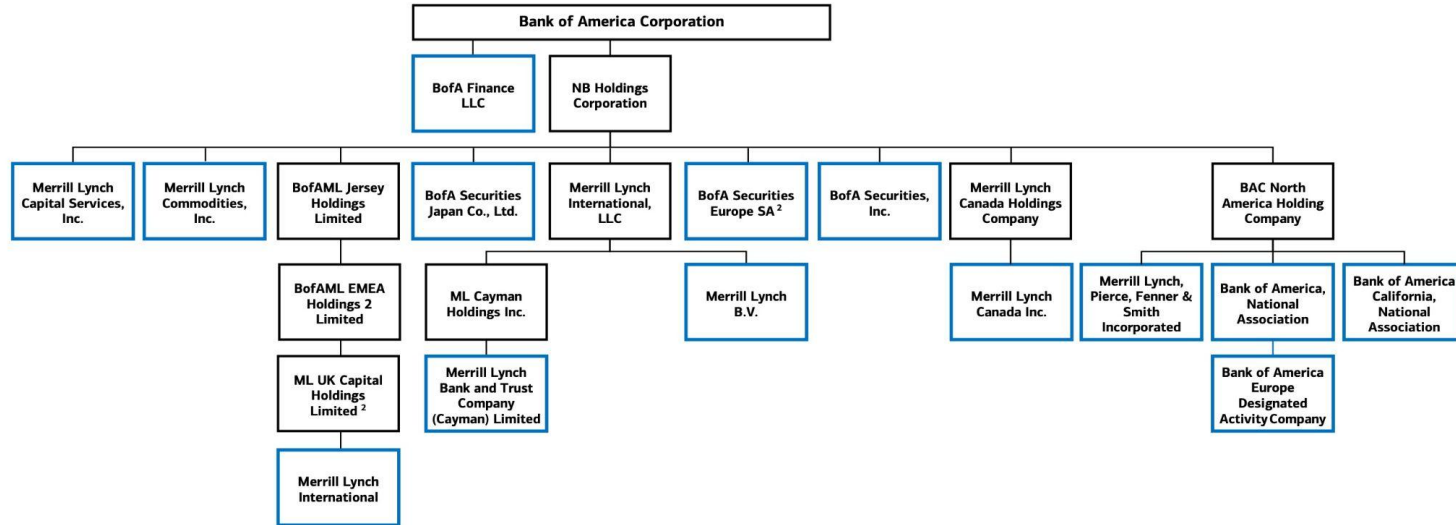 Bank of America Corporation
BofA Finance
LLC
NB Holdings
Corporation
Merrill Lynch
Capital Services,
Inc.
Merrill Lynch
Commodities,
Inc.
BofAML Jersey
Holdings
Limited
BofA Securities
Japan Co., Ltd.
Merrill Lynch
International,
LLC
BofA Securities
Europe SA 2
BofA Securities,
Inc.
Merrill Lynch
Canada Holdings
Company
BAC North
America Holding
Company
BofAML EMEA
Holdings 2
Limited
ML Cayman
Holdings Inc.
Merrill Lynch
B.V.
Merrill Lynch
Canada Inc.
Merrill Lynch,
Pierce, Fenner &
Smith
Incorporated
Bank of America,
National
Association
Bank of America
California,
National
Association
ML UK Capital
Holdings
Limited 2
Merrill Lynch
Bank and Trust
Company
(Cayman) Limited
Bank of America
Europe
Designated
Activity Company
Merrill Lynch
International